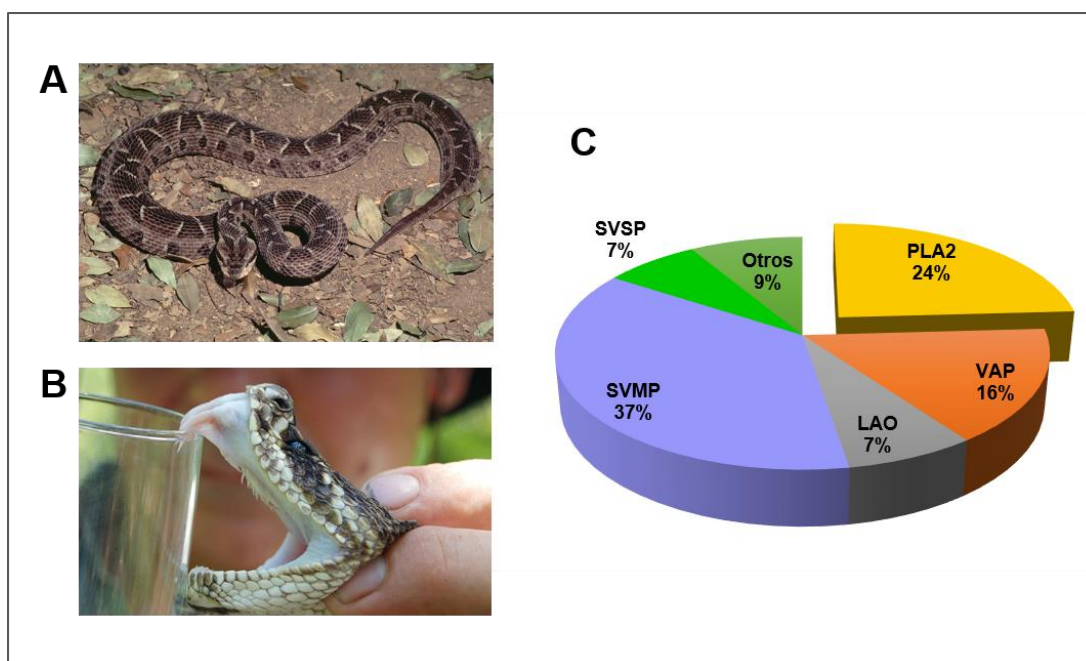 A
B
C
SVSP
7%
Otros
9%
PLA2
24%
SVMP
37%
LAO
7%
VAP
16%